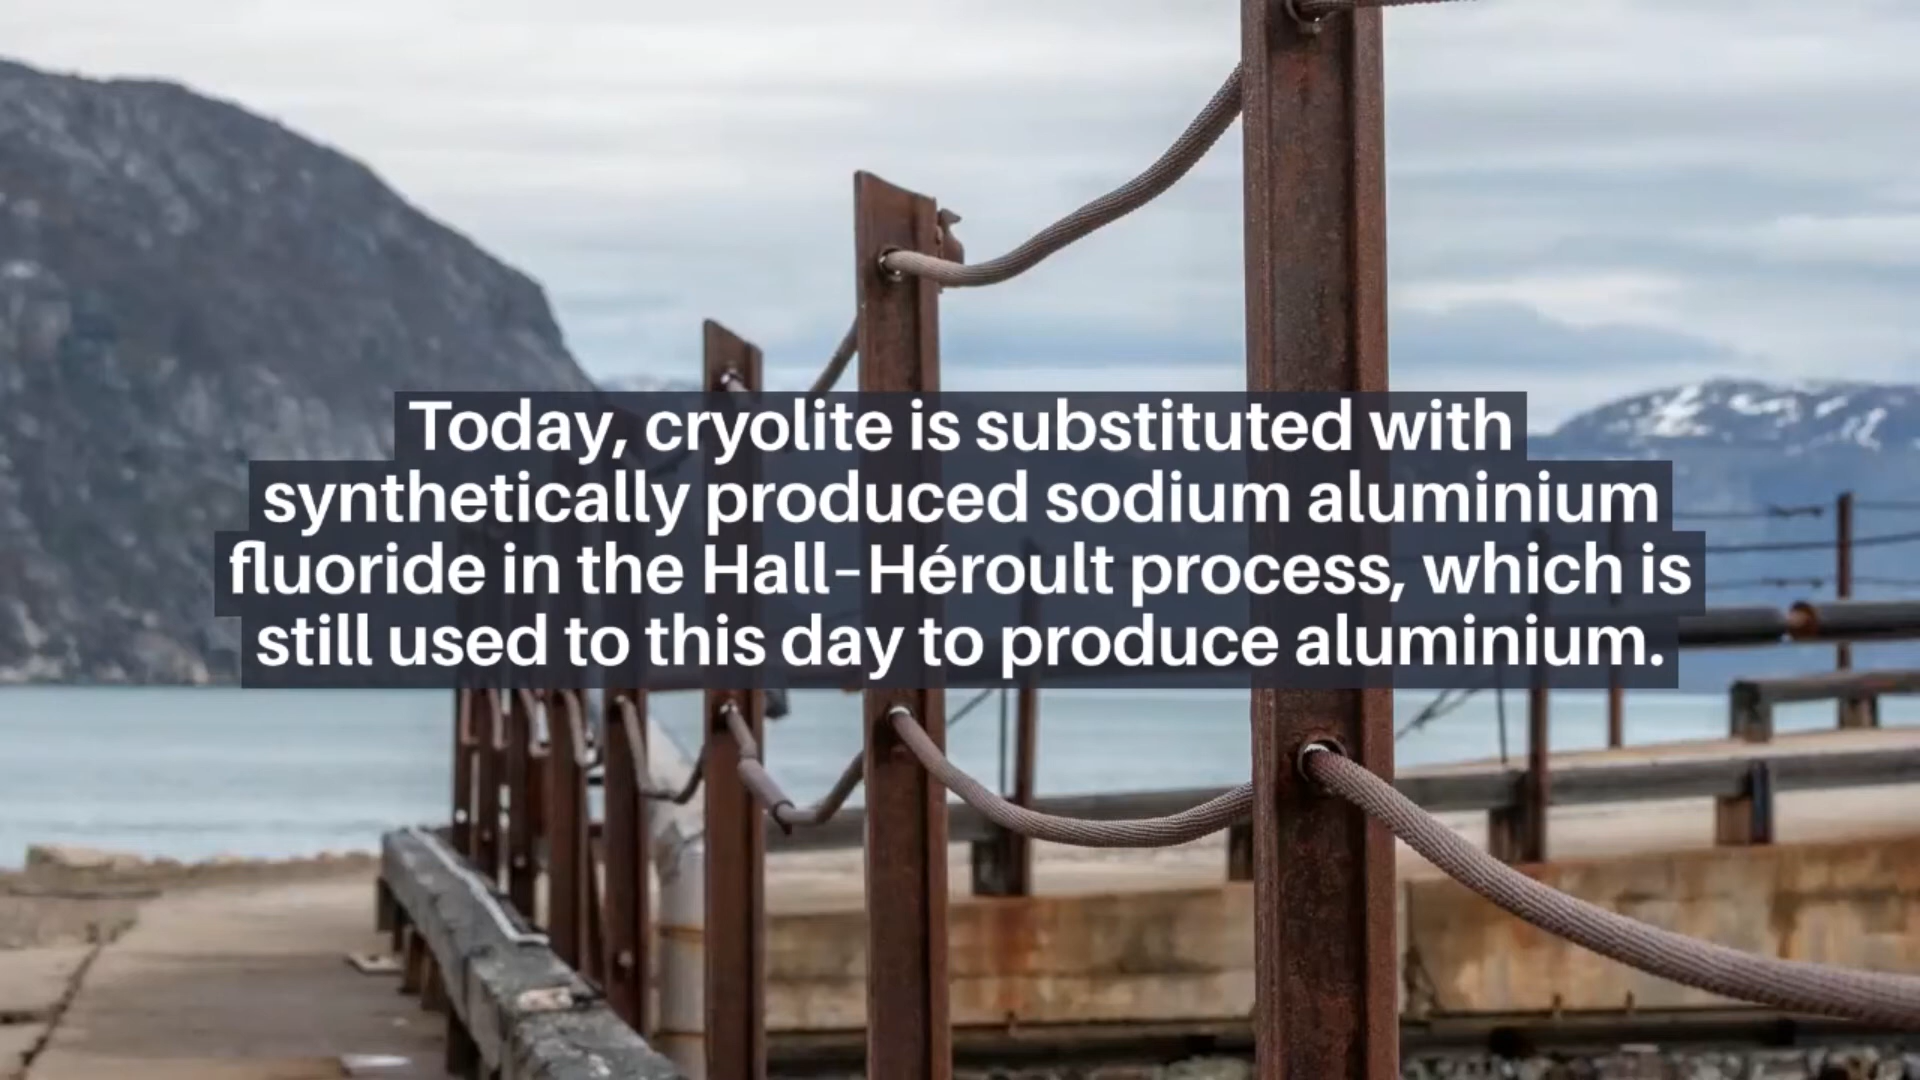 Today, cryolite is substituted with
synthetically produced sodium aluminium
fluoride in the Hall–Héroult process, which is
still used to this day to produce aluminium.